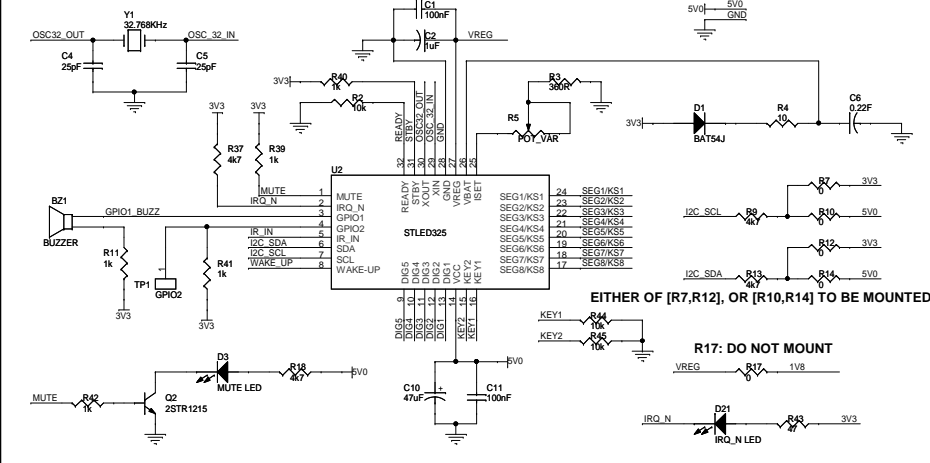 C1
100nF
C2
1uF
VREG
5V0
5V0
GND
Y1
32.768KHz
OSC32_OUT
OSC_32_IN
C4
25pF
C5
25pF
3V3
R40
1k
R2
10k
READY
STBY
OSC32_OUT
OSC_32_IN
GND
R3
360R
R5
POT_VAR
3V3
D1
BAT54J
R4
10
C6
0.22F
3V3
3V3
R37
4k7
R39
1k
32
31
30
29
28
27
26
25
U2
MUTE
IRQ_N
1
2
3
4
5
6
7
8
MUTE
IRQ_N
GPIO1
GPIO2
IR_IN
SDA
SCL
WAKE-UP
READY
STBY
XOUT
XIN
GND
VREG
VBAT
ISET
STLED325
SEG1/KS1
SEG2/KS2
SEG3/KS3
SEG4/KS4
SEG5/KS5
SEG6/KS6
SEG7/KS7
SEG8/KS8
24
23
22
21
20
19
18
17
SEG1/KS1
SEG2/KS2
SEG3/KS3
SEG4/KS4
SEG5/KS5
SEG6/KS6
SEG7/KS7
SEG8/KS8
DIG5
DIG4
DIG3
DIG2
DIG1
VCC
KEY2
KEY1
9
10
11
12
13
14
15
16
DIG5
DIG4
DIG3
DIG2
DIG1
KEY2
KEY1
BZ1
BUZZER
GPIO1_BUZZ
IR_IN
I2C_SDA
I2C_SCL
WAKE_UP
R11
1k
3V3
1
TP1
GPIO2
R41
1k
3V3
R7
0
3V3
I2C_SCL
R9
4k7
R10
0
5V0
R12
0
3V3
I2C_SDA
R13
4k7
R14
0
5V0
EITHER OF [R7,R12], OR [R10,R14] TO BE MOUNTED
KEY1
R44
10k
KEY2
R45
10k
R17: DO NOT MOUNT
VREG
R17
0
1V8
D3
MUTE LED
R18
4k7
5V0
5V0
C10
47uF
+
C11
100nF
MUTE
R42
1k
Q2
2STR1215
IRQ_N
D21
IRQ_N LED
R43
47
3V3